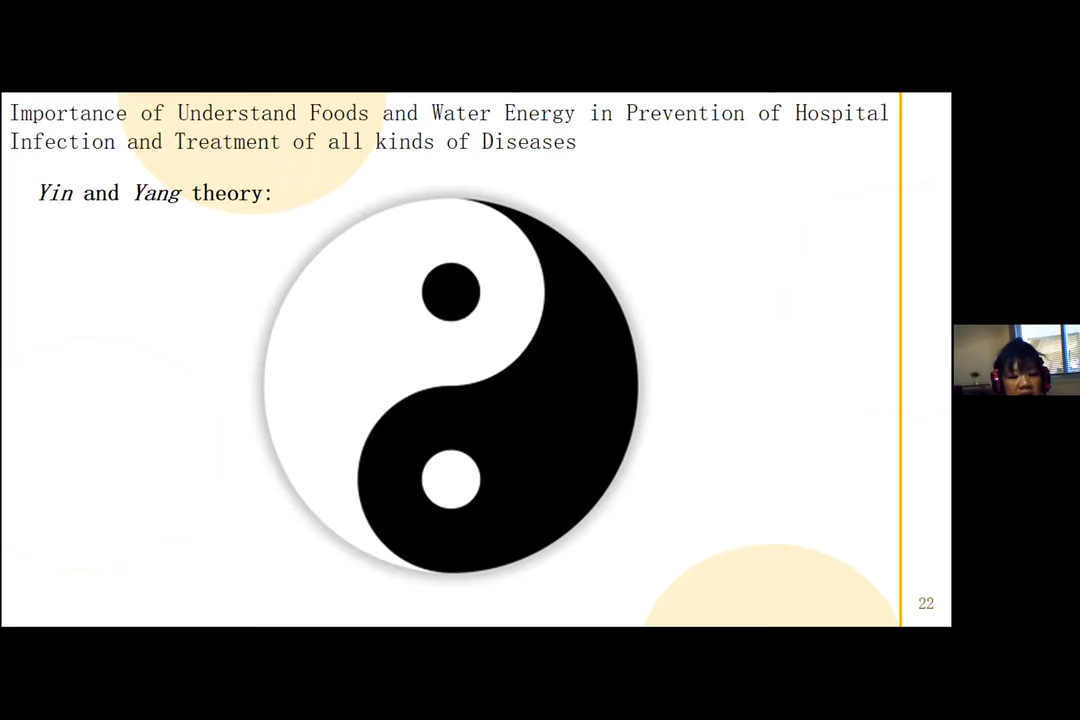 Importance of Understand Foods and Water Energy in Prevention of Hospital
Infection and Treatment of all kinds of Diseases
Yin and Yang theory:
22